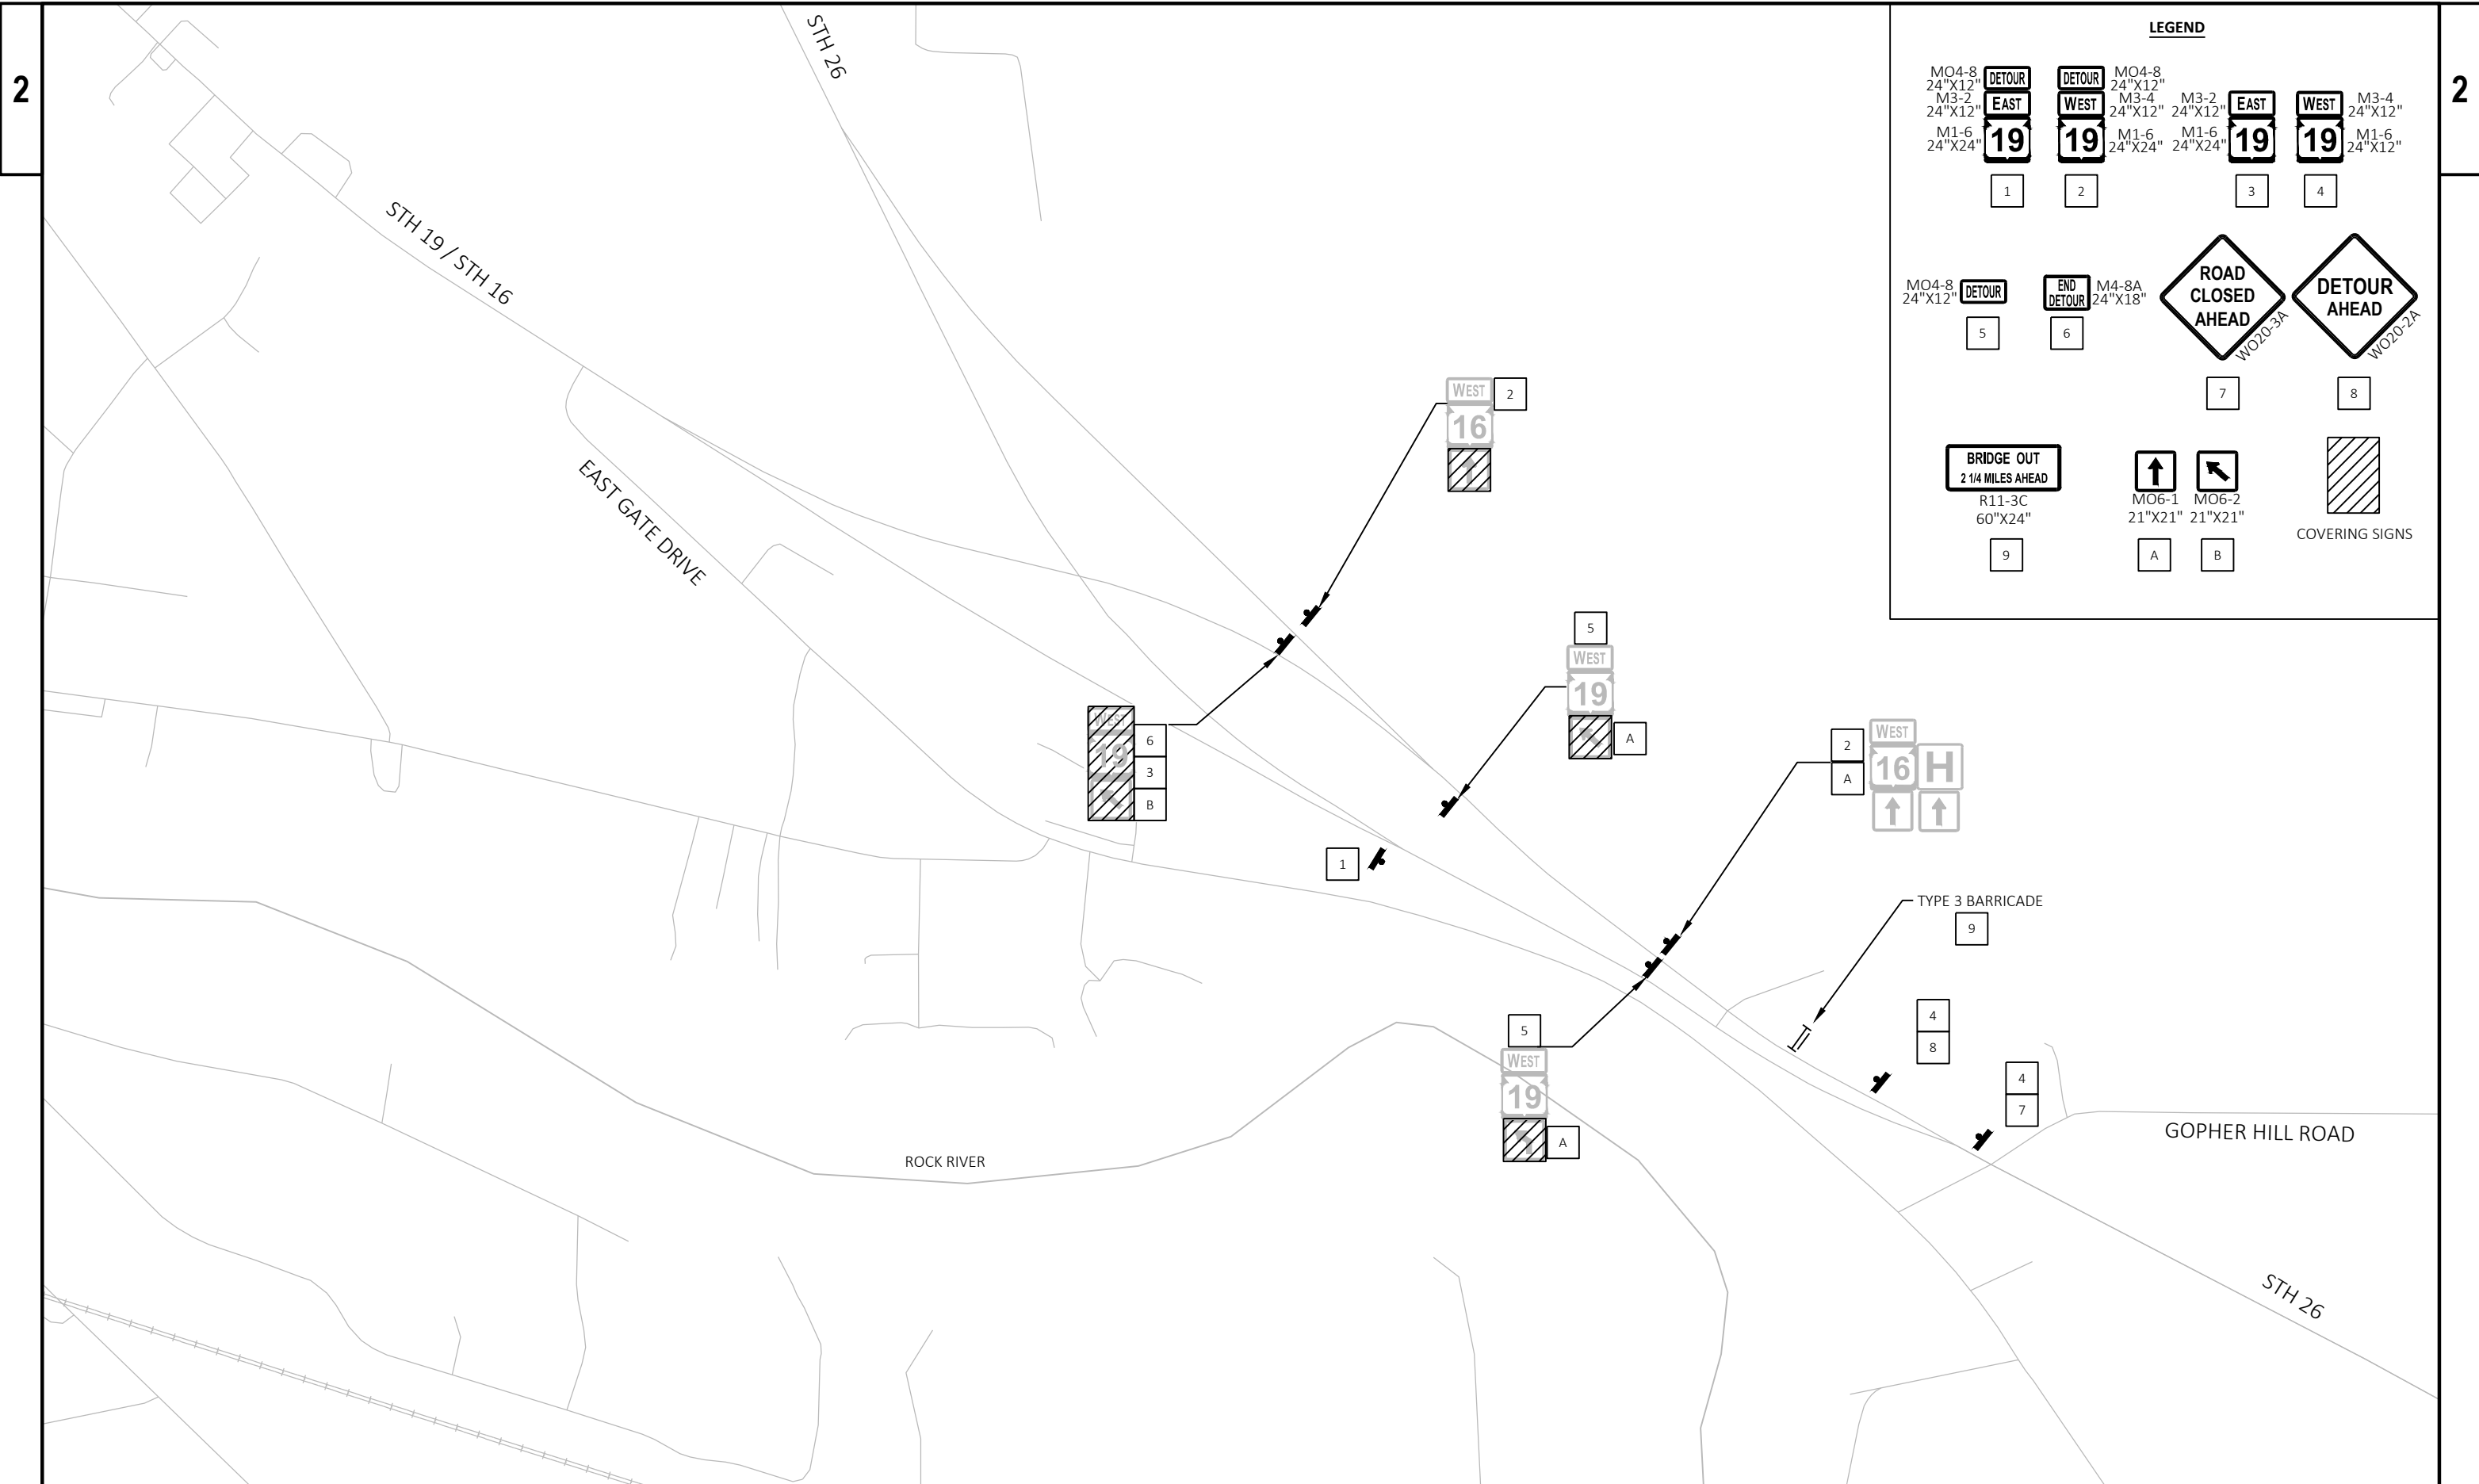 2
2
LEGEND
MO4-8
24"X12"
M3-2
24"X12"
M1-6
24"X24"
DETOUR
EAST
19
1
DETOUR
WEST
19
2
MO4-8
24"X12"
M3-4
24"X12"
M1-6
24"X24"
M3-2
24"X12"
M1-6
24"X24"
EAST
19
3
WEST
19
4
M3-4
24"X12"
M1-6
24"X12"
MO4-8
24"X12"
DETOUR
5
END
DETOUR
M4-8A
24"X18"
6
ROAD
CLOSED
AHEAD
WO20-3A
7
DETOUR
AHEAD
WO20-2A
8
BRIDGE OUT
2 1/4 MILES AHEAD
R11-3C
60"X24"
9
MO6-1
21"X21"
A
MO6-2
21"X21"
B
COVERING SIGNS
STH 26
STH 19 / STH 16
EAST GATE DRIVE
WEST
16
2
5
WEST
19
A
WEST
19
6
3
B
1
2
A
WEST
16
H
TYPE 3 BARRICADE
9
4
8
4
7
5
WEST
19
A
GOPHER HILL ROAD
ROCK RIVER
STH 26